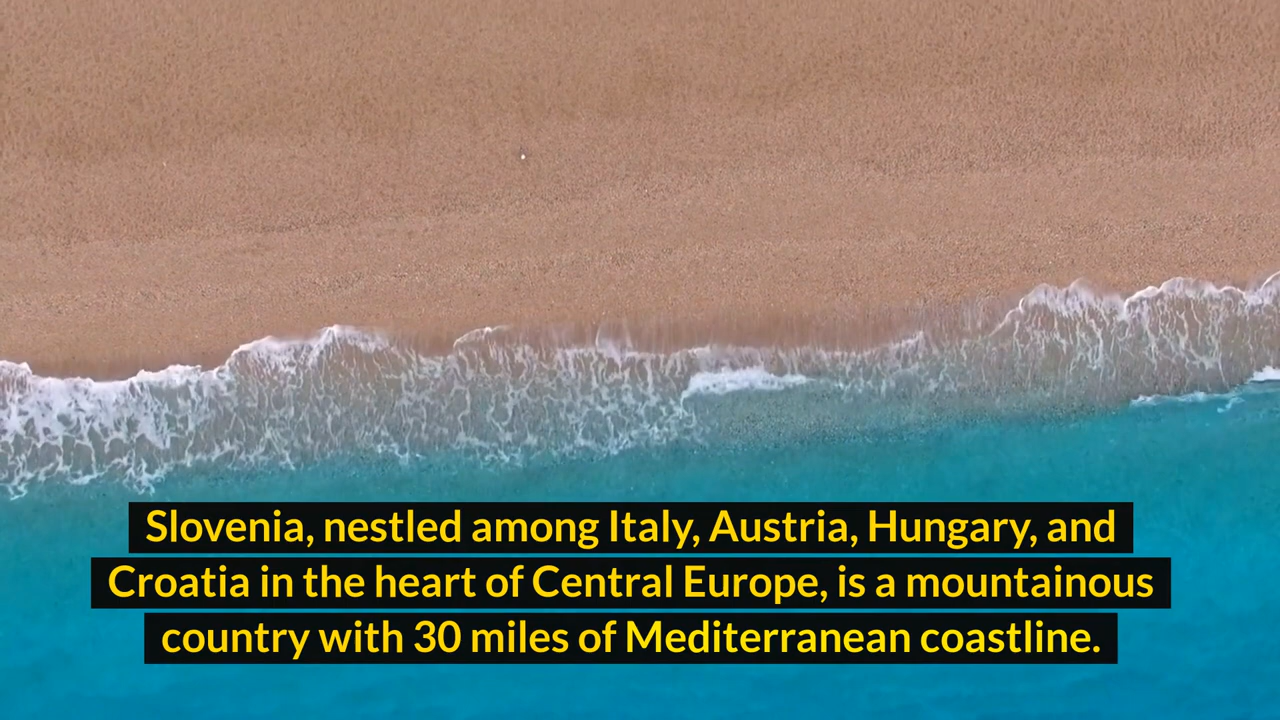 Slovenia, nestled among Italy, Austria, Hungary, and
Croatia in the heart of Central Europe, is a mountainous
country with 30 miles of Mediterranean coastline.